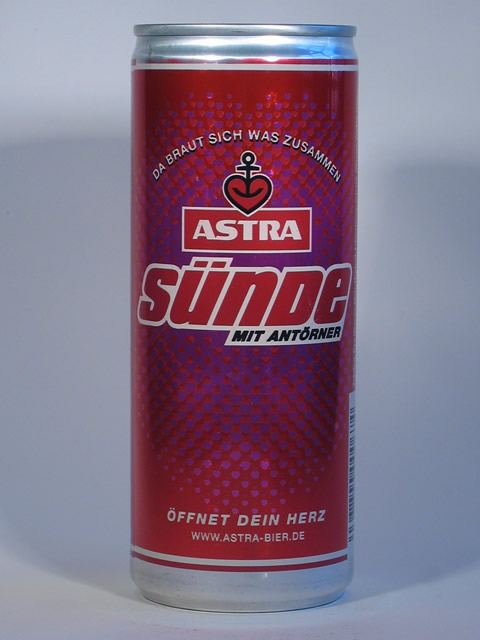 DA BRAUT SICH WAS ZUSAMMEN
ASTRA
SÜNDE
MIT ANTÖRNER
ÖFFNET DEIN HERZ
WWW.ASTRA-BIER.DE